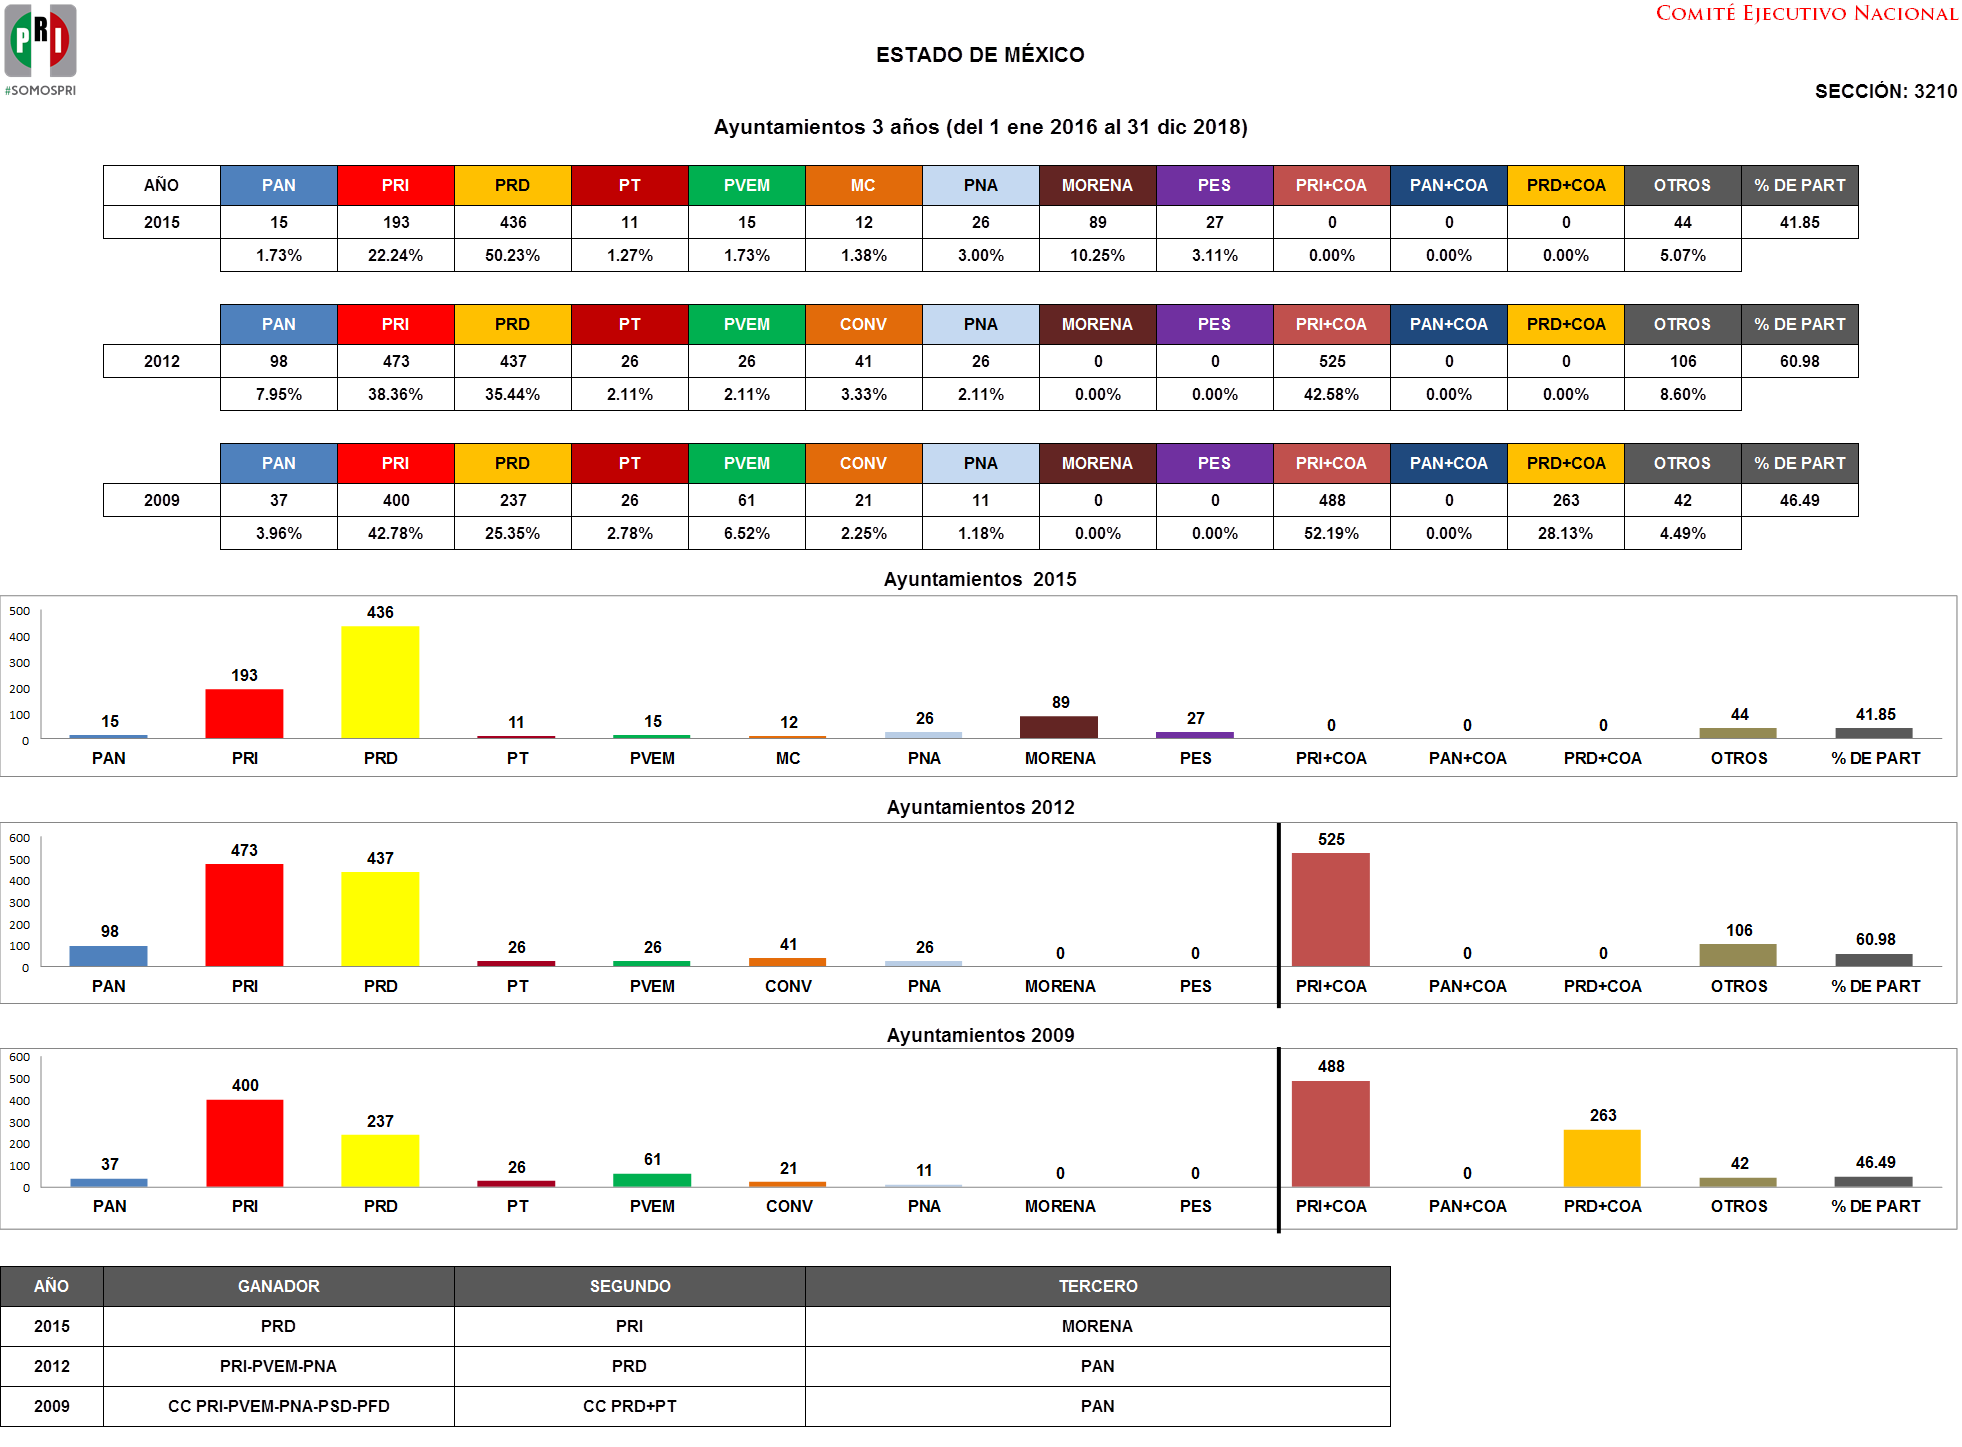 PRI
#SOMOSPRI
COMITÉ EJECUTIVO NACIONAL
ESTADO DE MÉXICO
SECCIÓN: 3210
Ayuntamientos 3 años (del 1 ene 2016 al 31 dic 2018)
AÑO PAN PRI PRD PT PVEM MC PNA MORENA PES PRI+COA PAN+COA PRD+COA OTROS % DE PART
2015 15 193 436 11 15 12 26 89 27 0 0 0 44 41.85
1.73% 22.24% 50.23% 1.27% 1.73% 1.38% 3.00% 10.25% 3.11% 0.00% 0.00% 0.00% 5.07%
PAN PRI PRD PT PVEM CONV PNA MORENA PES PRI+COA PAN+COA PRD+COA OTROS % DE PART
2012 98 473 437 26 26 41 26 0 0 525 0 0 106 60.98
7.95% 38.36% 35.44% 2.11% 2.11% 3.33% 2.11% 0.00% 0.00% 42.58% 0.00% 0.00% 8.60%
PAN PRI PRD PT PVEM CONV PNA MORENA PES PRI+COA PAN+COA PRD+COA OTROS % DE PART
2009 37 400 237 26 61 21 11 0 0 488 0 263 42 46.49
3.96% 42.78% 25.35% 2.78% 6.52% 2.25% 1.18% 0.00% 0.00% 52.19% 0.00% 28.13% 4.49%
Ayuntamientos 2015
500
400
300
200
100
0
15 193 436 11 15 12 26 89 27 0 0 0 44 41.85
PAN PRI PRD PT PVEM MC PNA MORENA PES PRI+COA PAN+COA PRD+COA OTROS % DE PART
Ayuntamientos 2012
600
500
400
300
200
100
0
98 473 437 26 26 41 26 0 0 525 0 0 106 60.98
PAN PRI PRD PT PVEM CONV PNA MORENA PES PRI+COA PAN+COA PRD+COA OTROS % DE PART
Ayuntamientos 2009
600
500
400
300
200
100
0
37 400 237 26 61 21 11 0 0 488 0 263 42 46.49
PAN PRI PRD PT PVEM CONV PNA MORENA PES PRI+COA PAN+COA PRD+COA OTROS % DE PART
AÑO GANADOR SEGUNDO TERCERO
2015 PRD PRI MORENA
2012 PRI-PVEM-PNA PRD PAN
2009 CC PRI-PVEM-PNA-PSD-PFD CC PRD+PT PAN